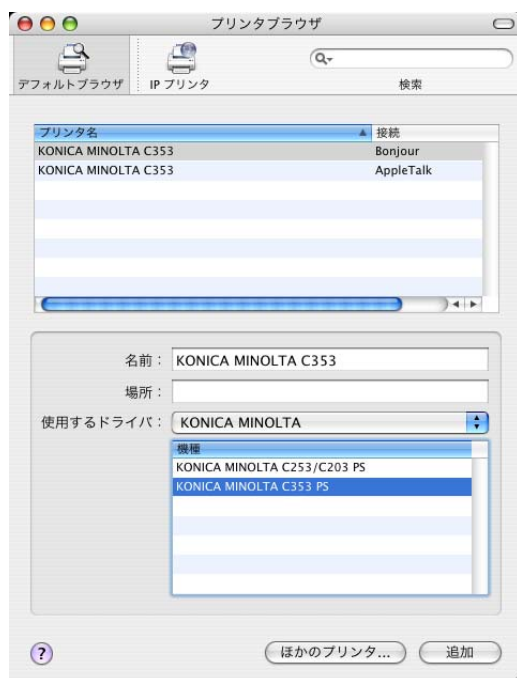 プリンタブラウザ
デフォルトブラウザ IP プリンタ 検索
プリンタ名 接続
KONICA MINOLTA C353 Bonjour
KONICA MINOLTA C353 AppleTalk
名前： KONICA MINOLTA C353
場所：
使用するドライバ： KONICA MINOLTA
機種
KONICA MINOLTA C253/C203 PS
KONICA MINOLTA C353 PS
? ほかのプリンタ... 追加